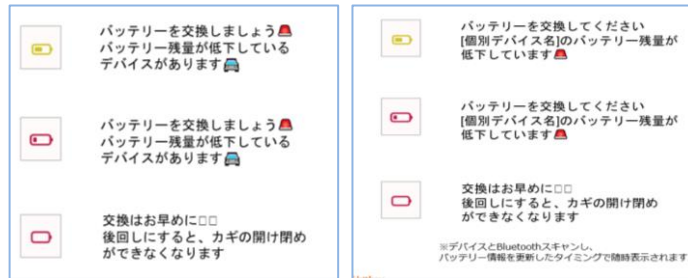 バッテリーを交換しましょう🚨
バッテリー残量が低下している
デバイスがあります🚘
バッテリーを交換しましょう🚨
バッテリー残量が低下している
デバイスがあります🚘
交換はお早めに□□
後回しにすると、カギの開け閉め
ができなくなります
バッテリーを交換してください
[個別デバイス名]のバッテリー残量が
低下しています🚨
バッテリーを交換してください
[個別デバイス名]のバッテリー残量が
低下しています🚨
交換はお早めに□□
後回しにすると、カギの開け閉め
ができなくなります
※デバイスとBluetoothスキャンし、
バッテリー情報を更新したタイミングで随時表示されます